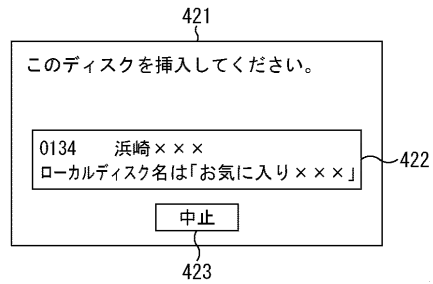 421
このディスクを挿入してください。
0134 浜崎×××
ローカルディスク名は「お気に入り×××」
422
中止
423